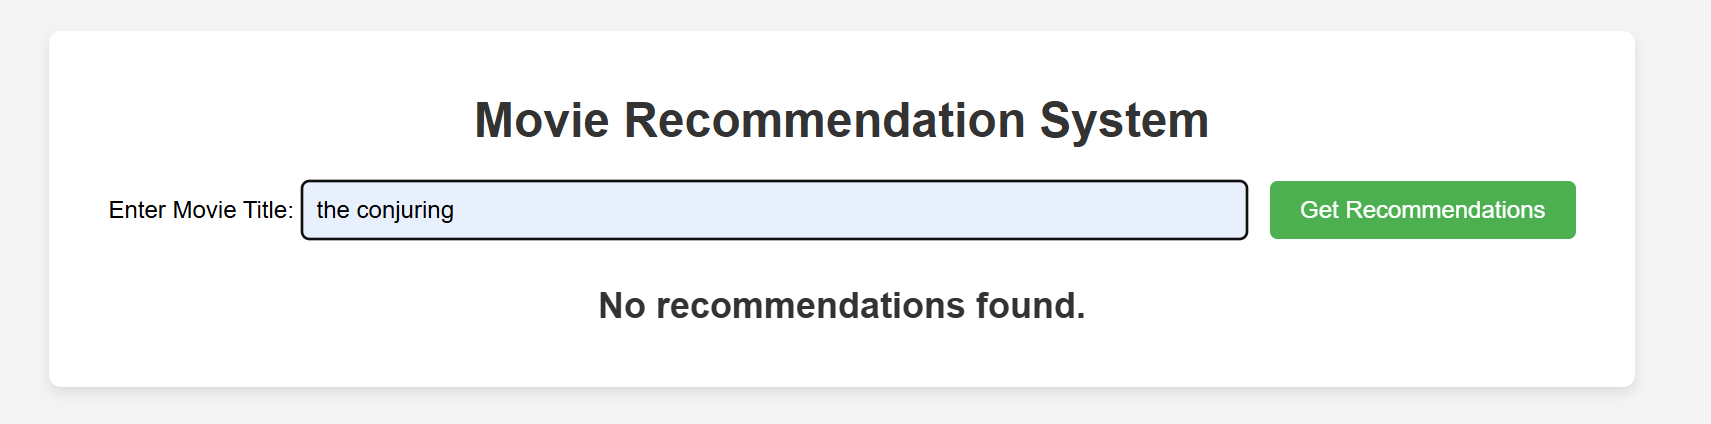 Movie Recommendation System
Enter Movie Title: the conjuring Get Recommendations
No recommendations found.